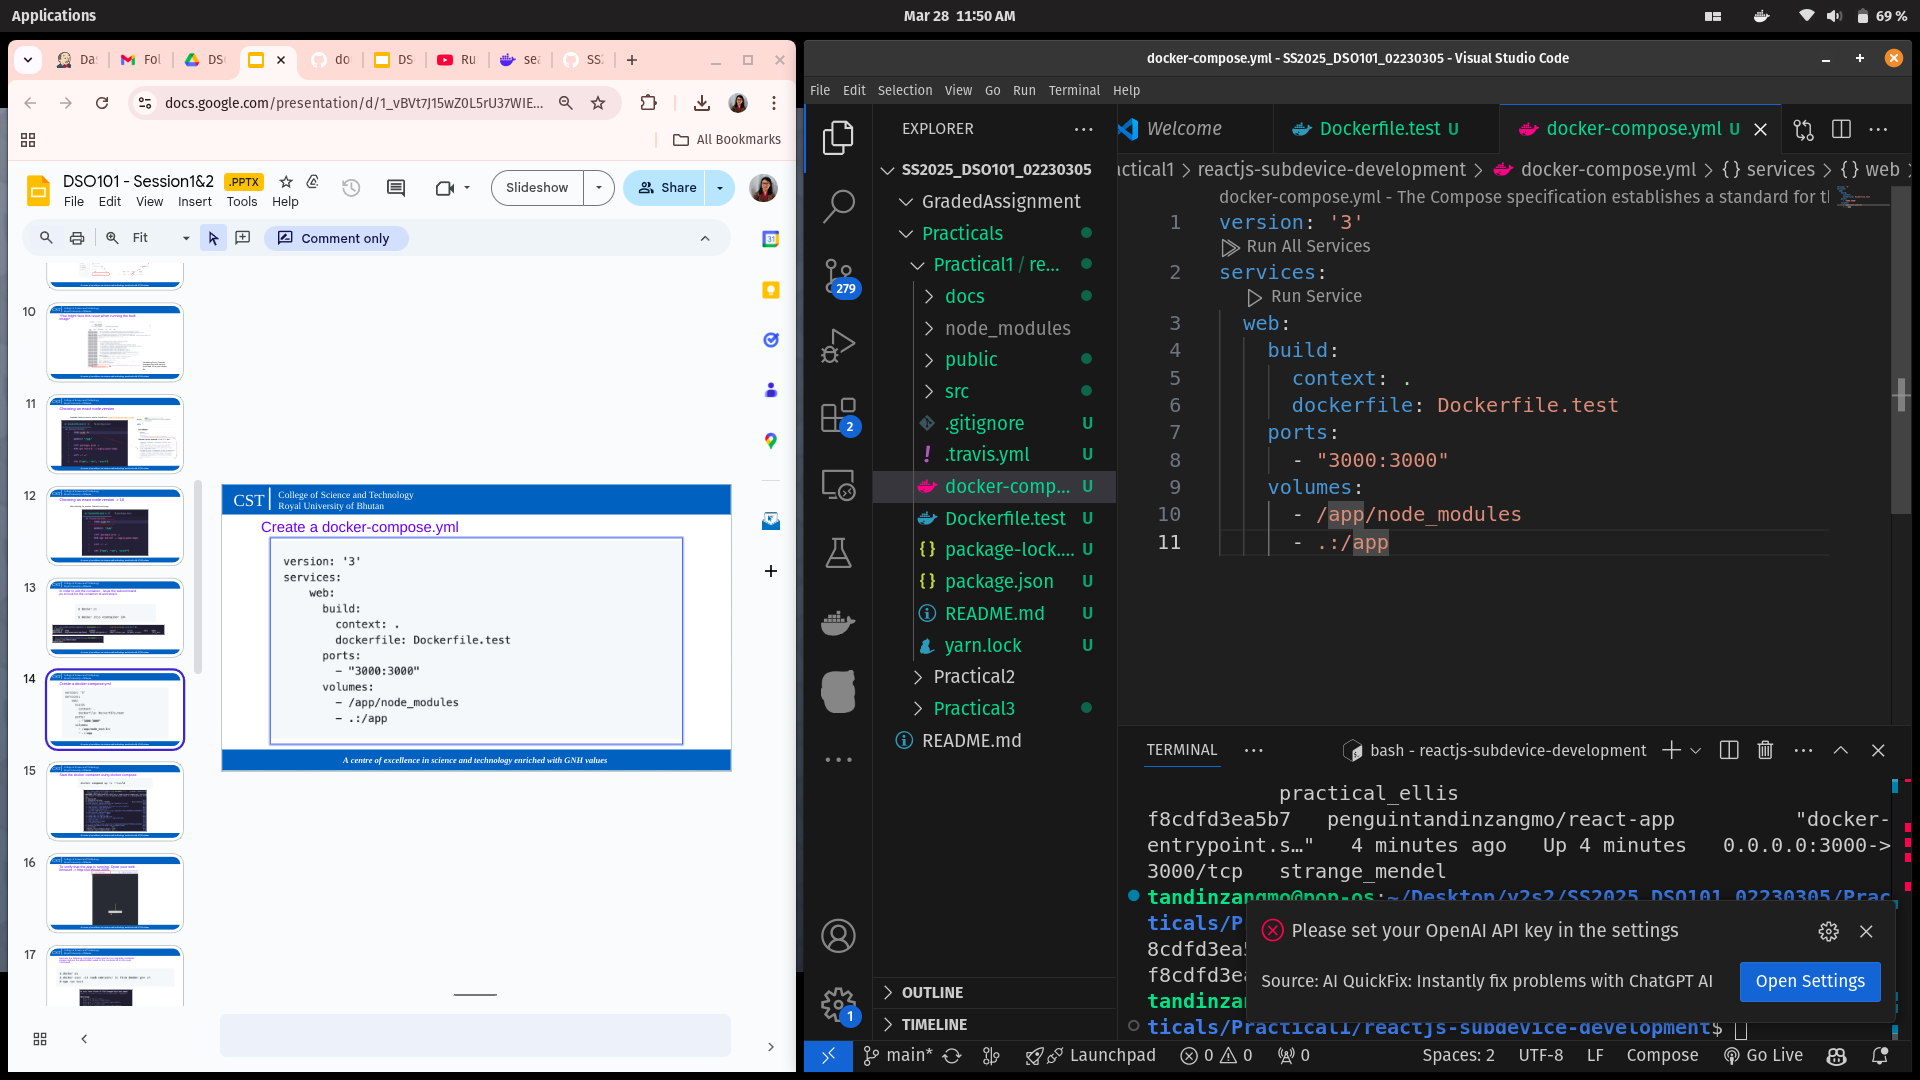 Applications
Mar 28 11:50 AM
69 %
Da
Fol
DS
do
DS
Ru
sea
SS
docs.google.com/presentation/d/1_vBVt7J15wZ0L5rU37WIE...
All Bookmarks
DSO101 - Session1&2
.PPTX
File Edit View Insert Tools Help
Slideshow
Share
Fit
Comment only
31
10
11
12
13
14
15
16
17
CST
College of Science and Technology
Royal University of Bhutan
Create a docker-compose.yml
version: '3'
services:
web:
build:
context: .
dockerfile: Dockerfile.test
ports:
– "3000:3000"
volumes:
– /app/node_modules
– .:/app
A centre of excellence in science and technology enriched with GNH values
docker-compose.yml - SS2025_DSO101_02230305 - Visual Studio Code
File Edit Selection View Go Run Terminal Help
EXPLORER
SS2025_DSO101_02230305
GradedAssignment
Practicals
Practical1 / re...
docs
node_modules
public
src
.gitignore U
.travis.yml U
docker-comp... U
Dockerfile.test U
package-lock.... U
package.json U
README.md U
yarn.lock U
Practical2
Practical3
README.md
OUTLINE
TIMELINE
279
2
1
Welcome
Dockerfile.test U
docker-compose.yml U
actical1 > reactjs-subdevice-development > docker-compose.yml > {} services > {} web >
docker-compose.yml - The Compose specification establishes a standard for t
1 version: '3'
Run All Services
2 services:
Run Service
3 web:
4 build:
5 context: .
6 dockerfile: Dockerfile.test
7 ports:
8 - "3000:3000"
9 volumes:
10 - /app/node_modules
11 - .:/app
TERMINAL
bash - reactjs-subdevice-development
practical_ellis
f8cdfd3ea5b7 penguintandinzangmo/react-app "docker-
entrypoint.s…" 4 minutes ago Up 4 minutes 0.0.0.0:3000->
3000/tcp strange_mendel
tandinzangmo@pop-os:~/Desktop/y2s2/SS2025_DSO101_02230305/Prac
ticals/P
8cdfd3ea
f8cdfd3ea
tandinza
ticals/Practical1/reactjs-subdevice-development$
Please set your OpenAI API key in the settings
Source: AI QuickFix: Instantly fix problems with ChatGPT AI
Open Settings
main*
Launchpad
0 0
0
Spaces: 2
UTF-8
LF
Compose
Go Live